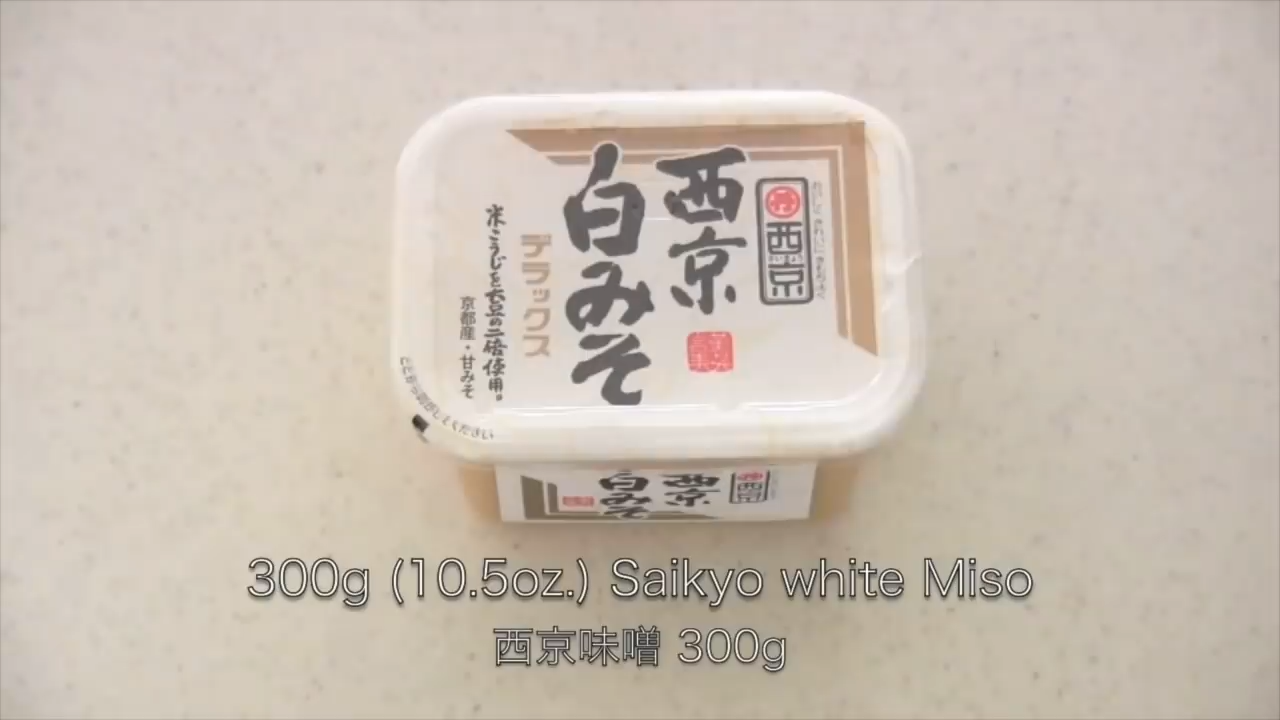 西京
西京
白みそ
デラックス
米こうじを大豆の二倍使用。
京都産・甘みそ
西京
西京
白みそ
300g (10.5oz.) Saikyo white Miso
西京味噌 300g